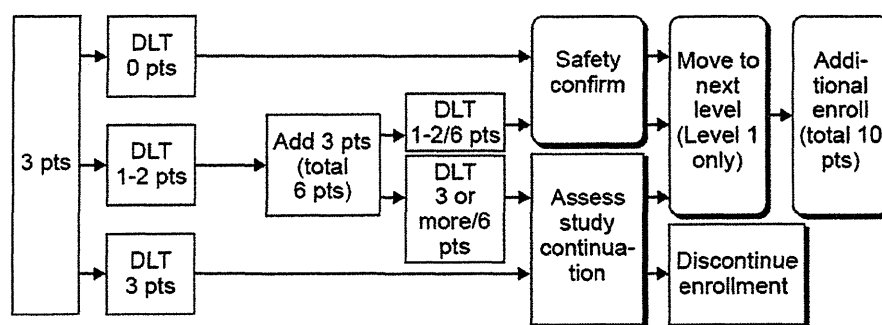 3 pts
DLT
0 pts
DLT
1-2 pts
DLT
3 pts
Add 3 pts
(total
6 pts)
DLT
1-2/6 pts
DLT
3 or
more/6
pts
Safety
confirm
Assess
study
continua-
tion
Move to
next
level
(Level 1
only)
Discontinue
enrollment
Addi-
tional
enroll
(total 10
pts)